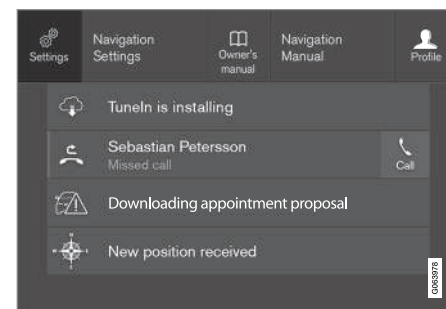 Settings
Navigation
Settings
Owner's
manual
Navigation
Manual
Profile
TuneIn is installing
Sebastian Petersson
Missed call
Call
Downloading appointment proposal
New position received
G063978